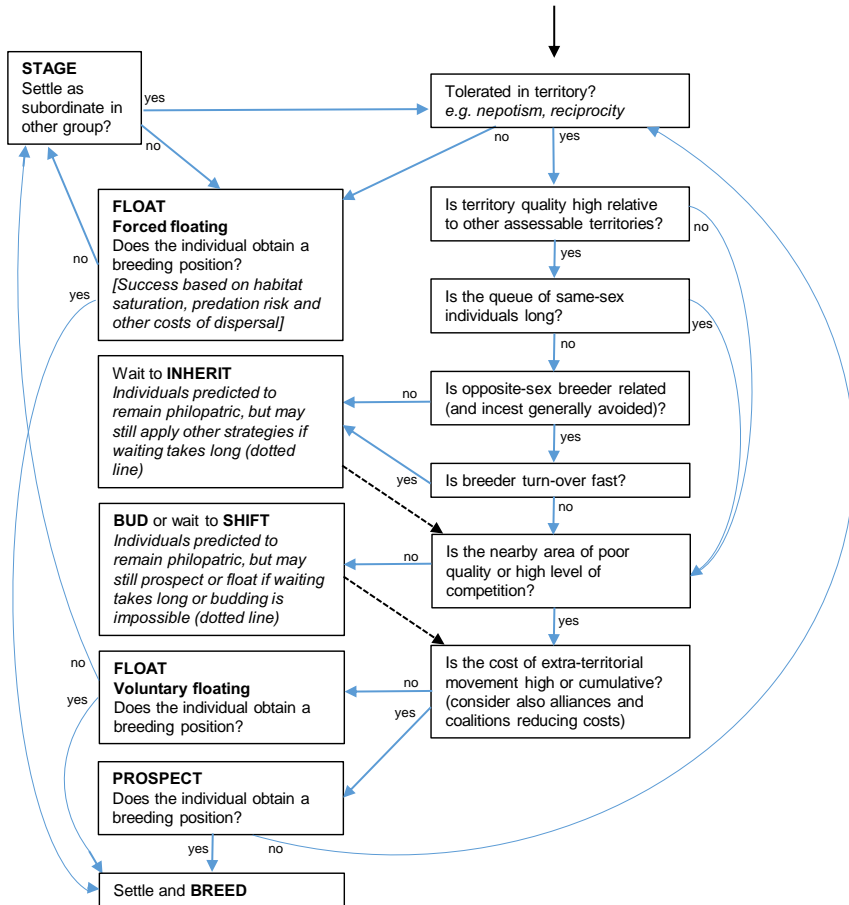 STAGE
Settle as
subordinate in
other group?
yes
no
Tolerated in territory?
e.g. nepotism, reciprocity
no
yes
FLOAT
Forced floating
Does the individual obtain a
breeding position?
[Success based on habitat
saturation, predation risk and
other costs of dispersal]
no
yes
Is territory quality high relative
to other assessable territories?
no
yes
Is the queue of same-sex
individuals long?
yes
no
Wait to INHERIT
Individuals predicted to
remain philopatric, but may
still apply other strategies if
waiting takes long (dotted
line)
no
Is opposite-sex breeder related
(and incest generally avoided)?
yes
yes
Is breeder turn-over fast?
no
BUD or wait to SHIFT
Individuals predicted to
remain philopatric, but may
still prospect or float if waiting
takes long or budding is
impossible (dotted line)
no
Is the nearby area of poor
quality or high level of
competition?
yes
FLOAT
Voluntary floating
Does the individual obtain a
breeding position?
no
yes
no
yes
Is the cost of extra-territorial
movement high or cumulative?
(consider also alliances and
coalitions reducing costs)
PROSPECT
Does the individual obtain a
breeding position?
yes
no
Settle and BREED